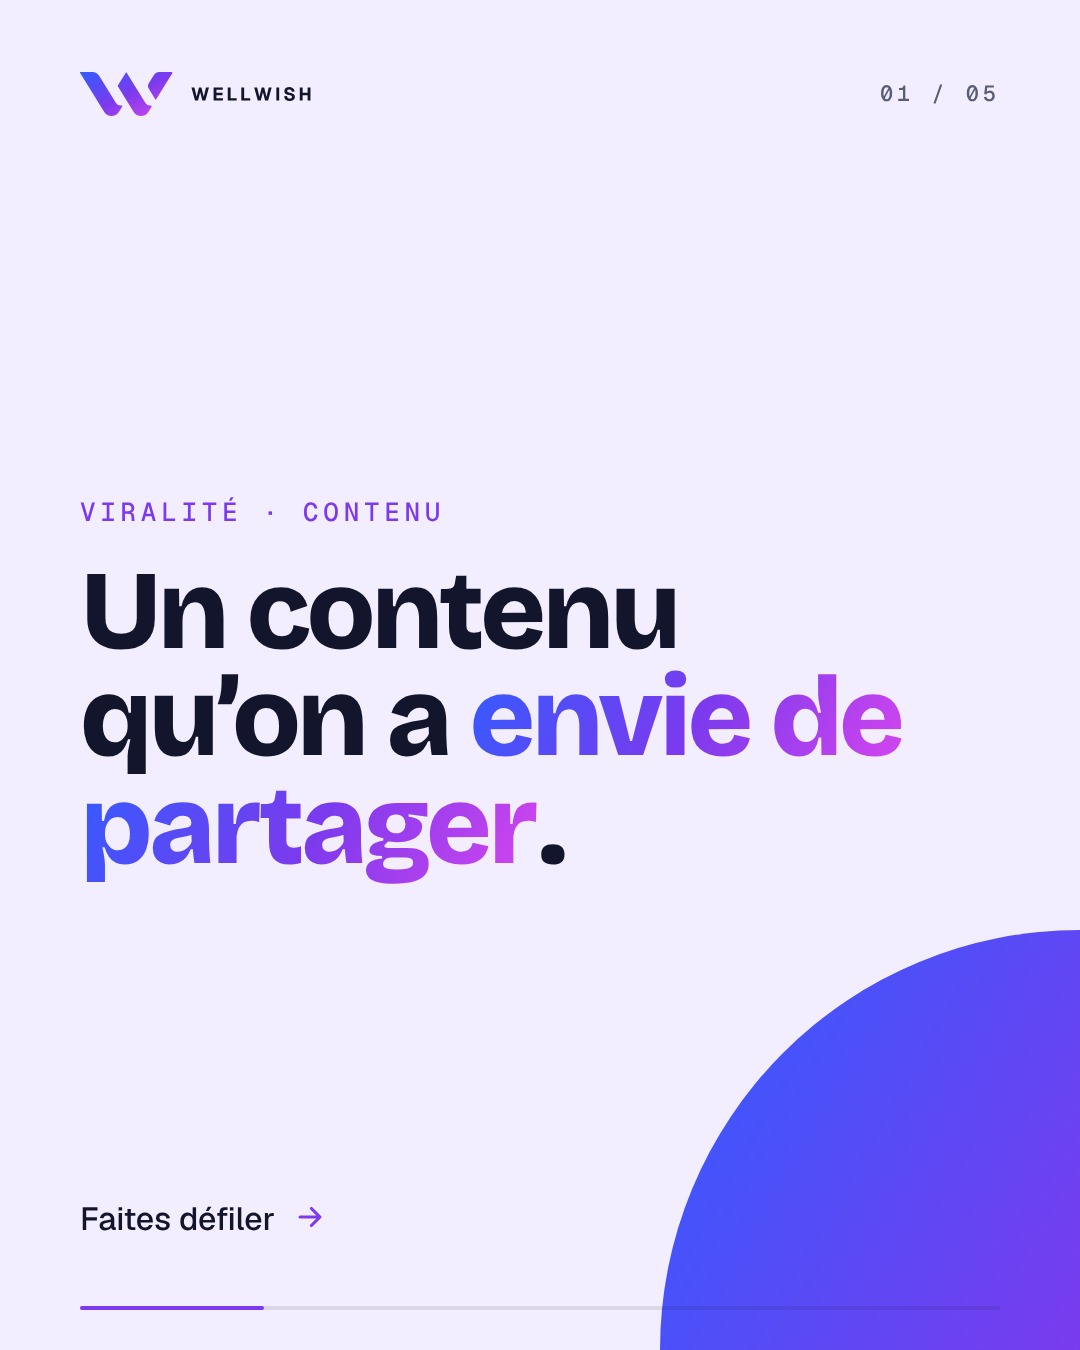 WELLWISH
01 / 05
VIRALITÉ · CONTENU
Un contenu
qu’on a envie de
partager.
Faites défiler →